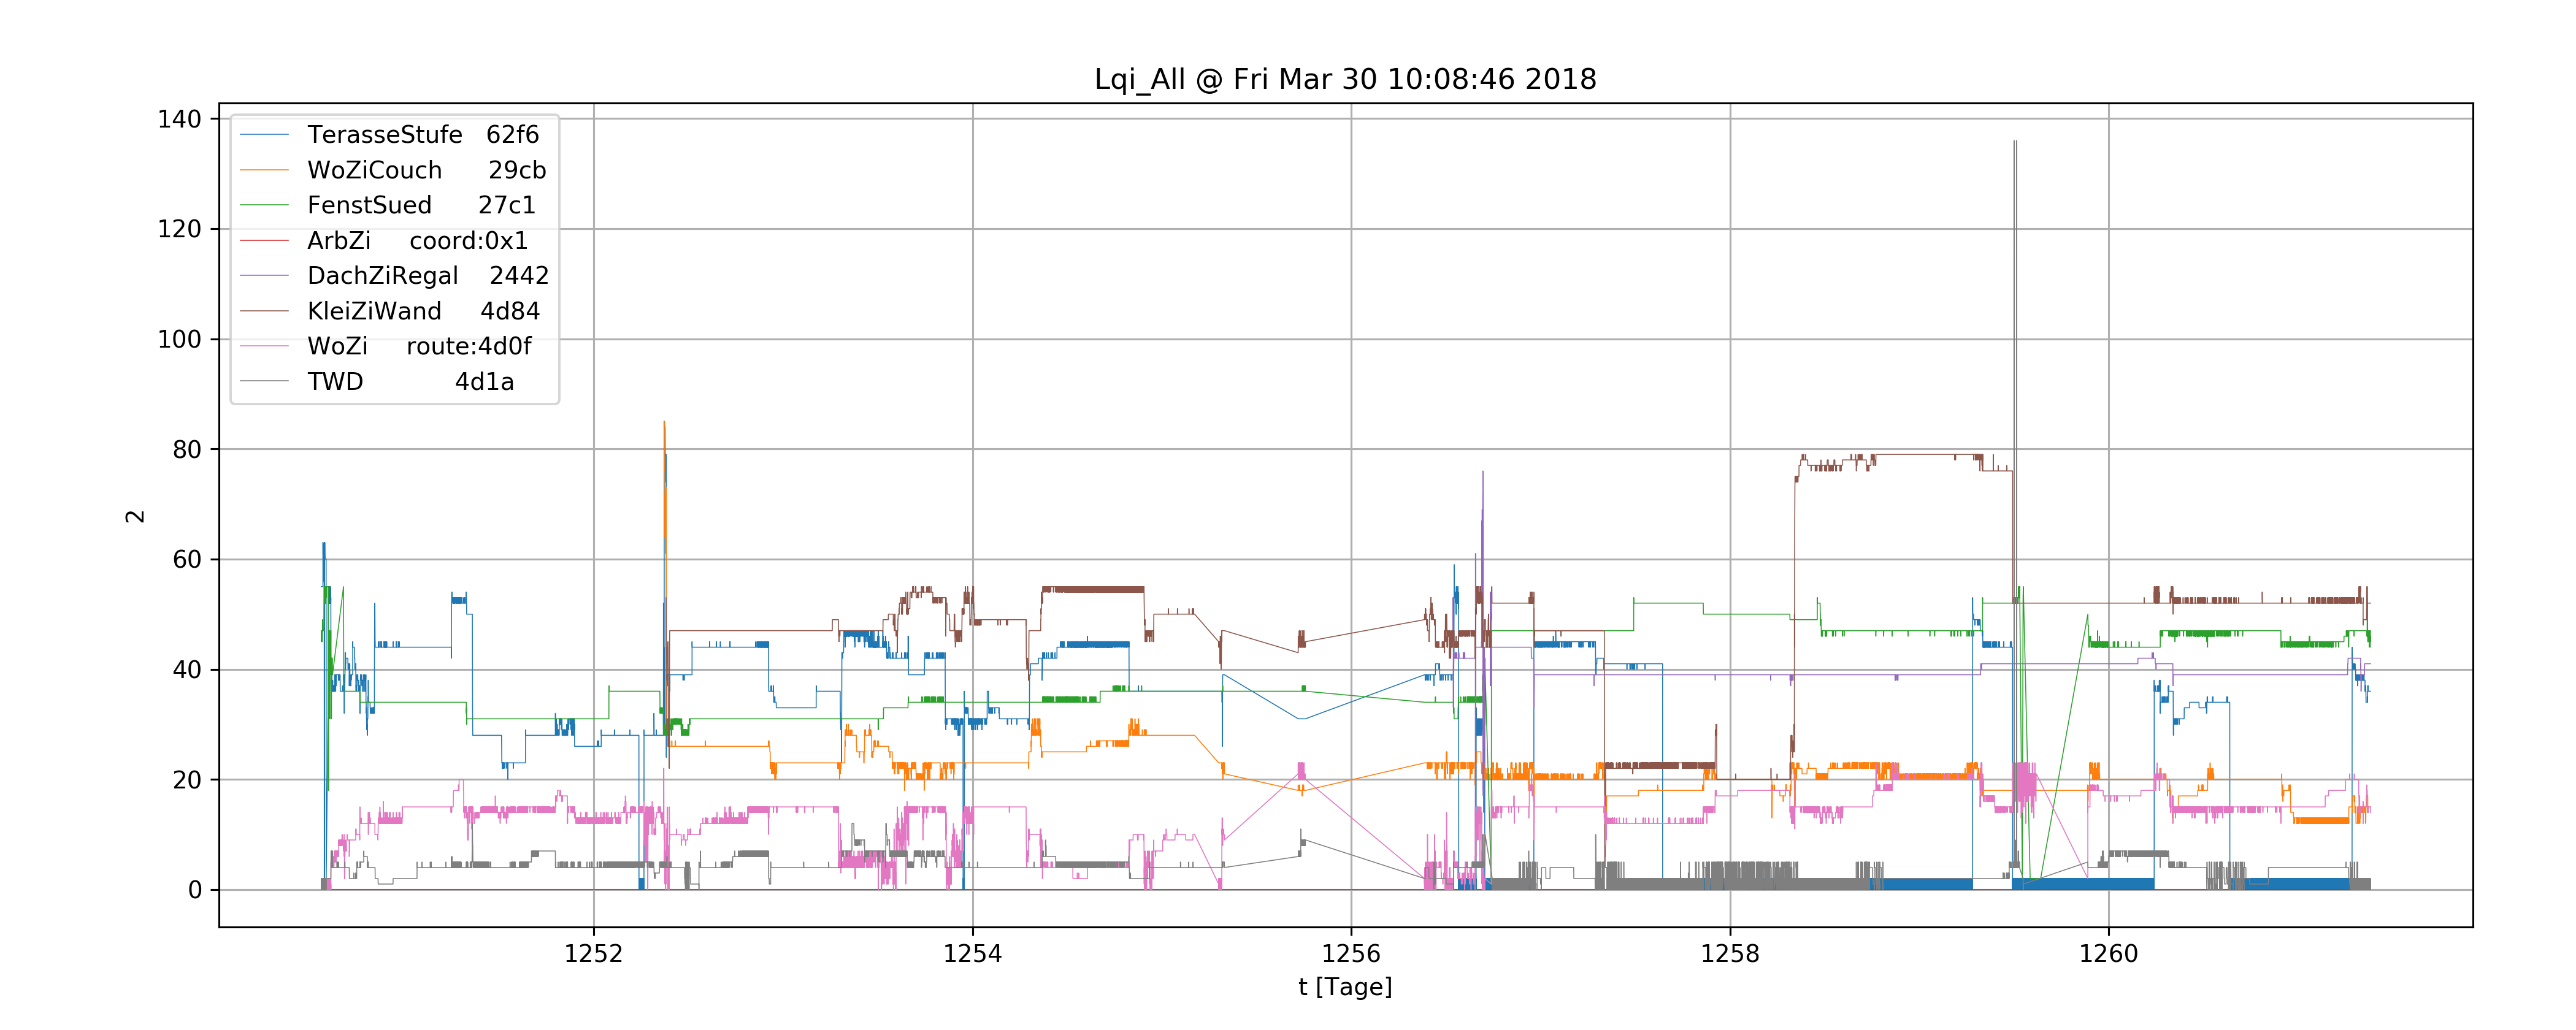 Lqi_All @ Fri Mar 30 10:08:46 2018
140
120
100
80
60
40
20
0
2
TerasseStufe 62f6
WoZiCouch 29cb
FenstSued 27c1
ArbZi coord:0x1
DachZiRegal 2442
KleiZiWand 4d84
WoZi route:4d0f
TWD 4d1a
1252 1254 1256 1258 1260
t [Tage]